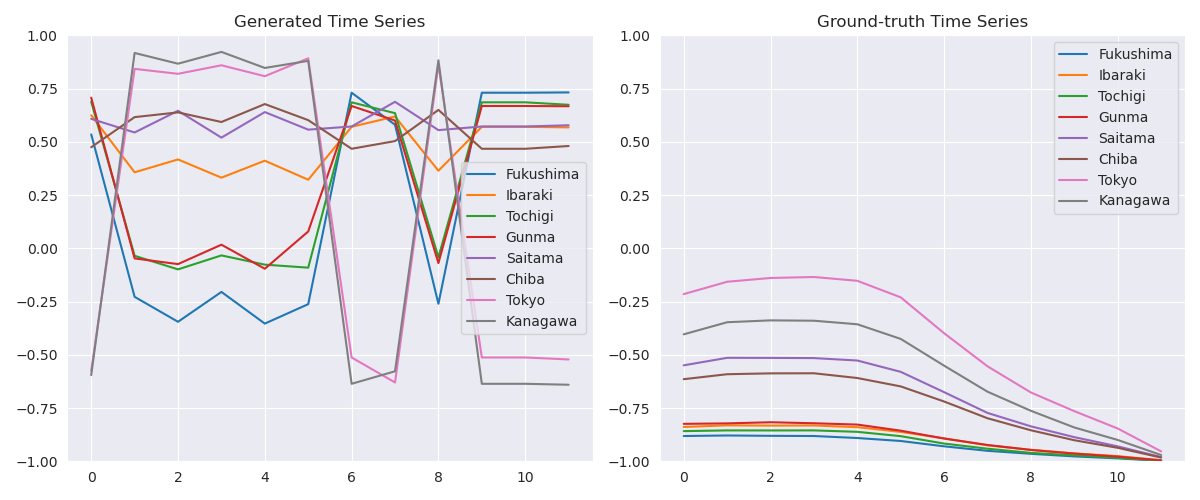 Generated Time Series
1.00
0.75
0.50
0.25
0.00
−0.25
−0.50
−0.75
−1.00
0 2 4 6 8 10
Fukushima
Ibaraki
Tochigi
Gunma
Saitama
Chiba
Tokyo
Kanagawa
Ground-truth Time Series
1.00
0.75
0.50
0.25
0.00
−0.25
−0.50
−0.75
−1.00
0 2 4 6 8 10
Fukushima
Ibaraki
Tochigi
Gunma
Saitama
Chiba
Tokyo
Kanagawa